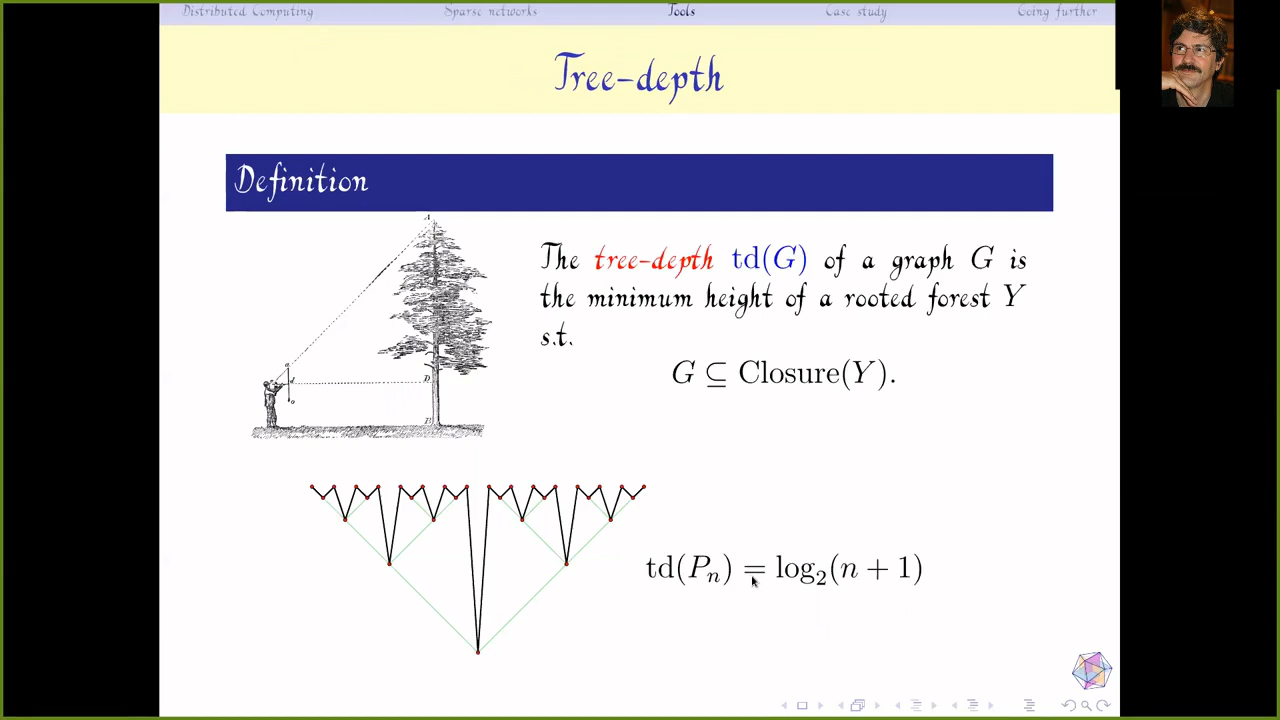 Distributed Computing Sparse networks Tools Case study Going further
Tree-depth
Definition
The tree-depth td(G) of a graph G is
the minimum height of a rooted forest Y
s.t.
G ⊆ Closure(Y).
td(Pₙ) = log₂(n + 1)